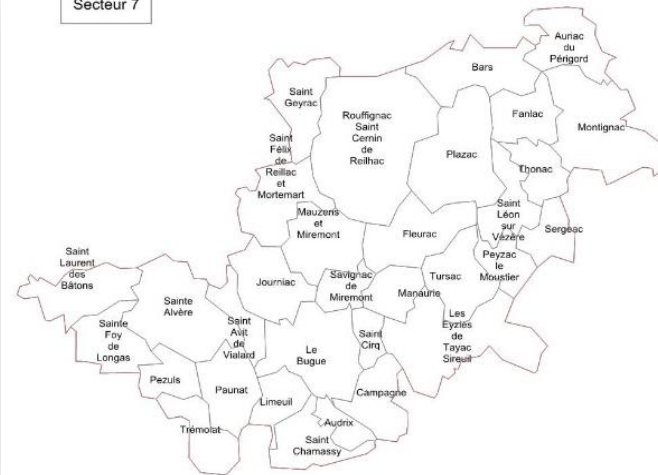 Secteur 7
Auriac
du
Périgord
Bars
Saint
Geyrac
Fanlac
Montignac
Rouffignac
Saint
Cernin
de
Reilhac
Saint
Félix
de
Reillac
et
Mortemart
Plazac
Thonac
Mauzens
et
Miremont
Saint
Léon
sur
Vézère
Sergeac
Fleurac
Saint
Laurent
des
Bâtons
Peyzac
le
Moustier
Journiac
Savignac
de
Miremont
Tursac
Manaurie
Sainte
Alvère
Les
Eyzies
de
Tayac
Sireuil
Sainte
Foy
de
Longas
Saint
Avit
de
Vialard
Saint
Cirq
Le
Bugue
Pezuls
Paunat
Campagne
Limeuil
Trémolat
Audrix
Saint
Chamassy